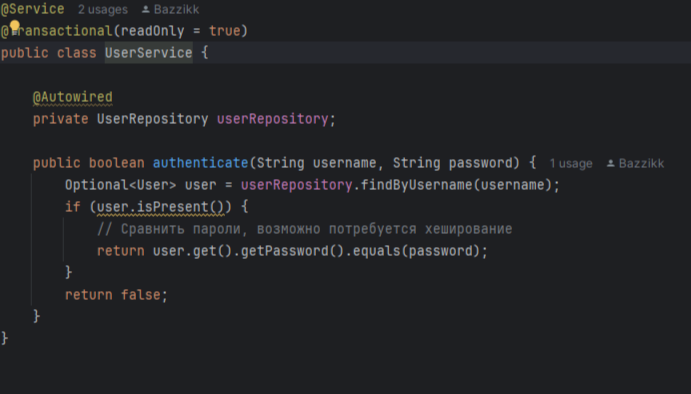 @Service 2 usages Bazzikk
@Transactional(readOnly = true)
public class UserService {
@Autowired
private UserRepository userRepository;
public boolean authenticate(String username, String password) { 1 usage Bazzikk
Optional<User> user = userRepository.findByUsername(username);
if (user.isPresent()) {
// Сравнить пароли, возможно потребуется хеширование
return user.get().getPassword().equals(password);
}
return false;
}
}